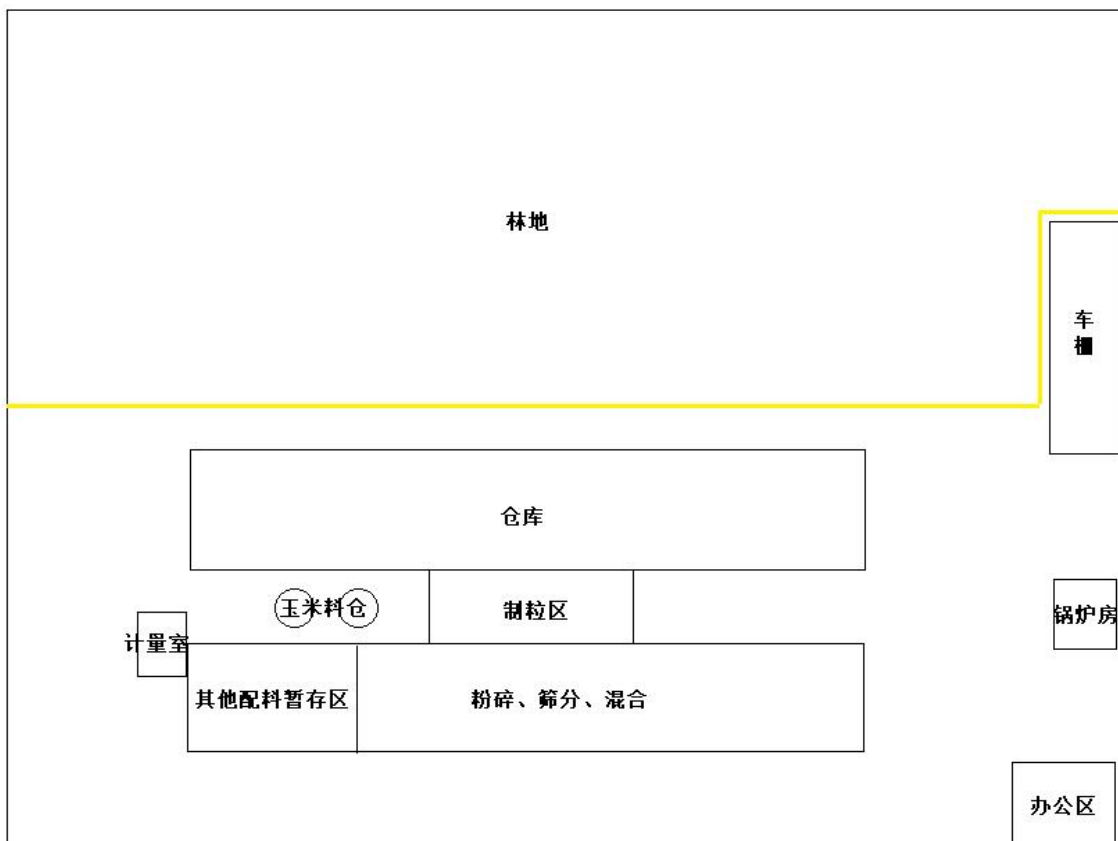 林地
车
棚
仓库
玉米料仓
制粒区
锅炉房
计量室
其他配料暂存区
粉碎、筛分、混合
办公区